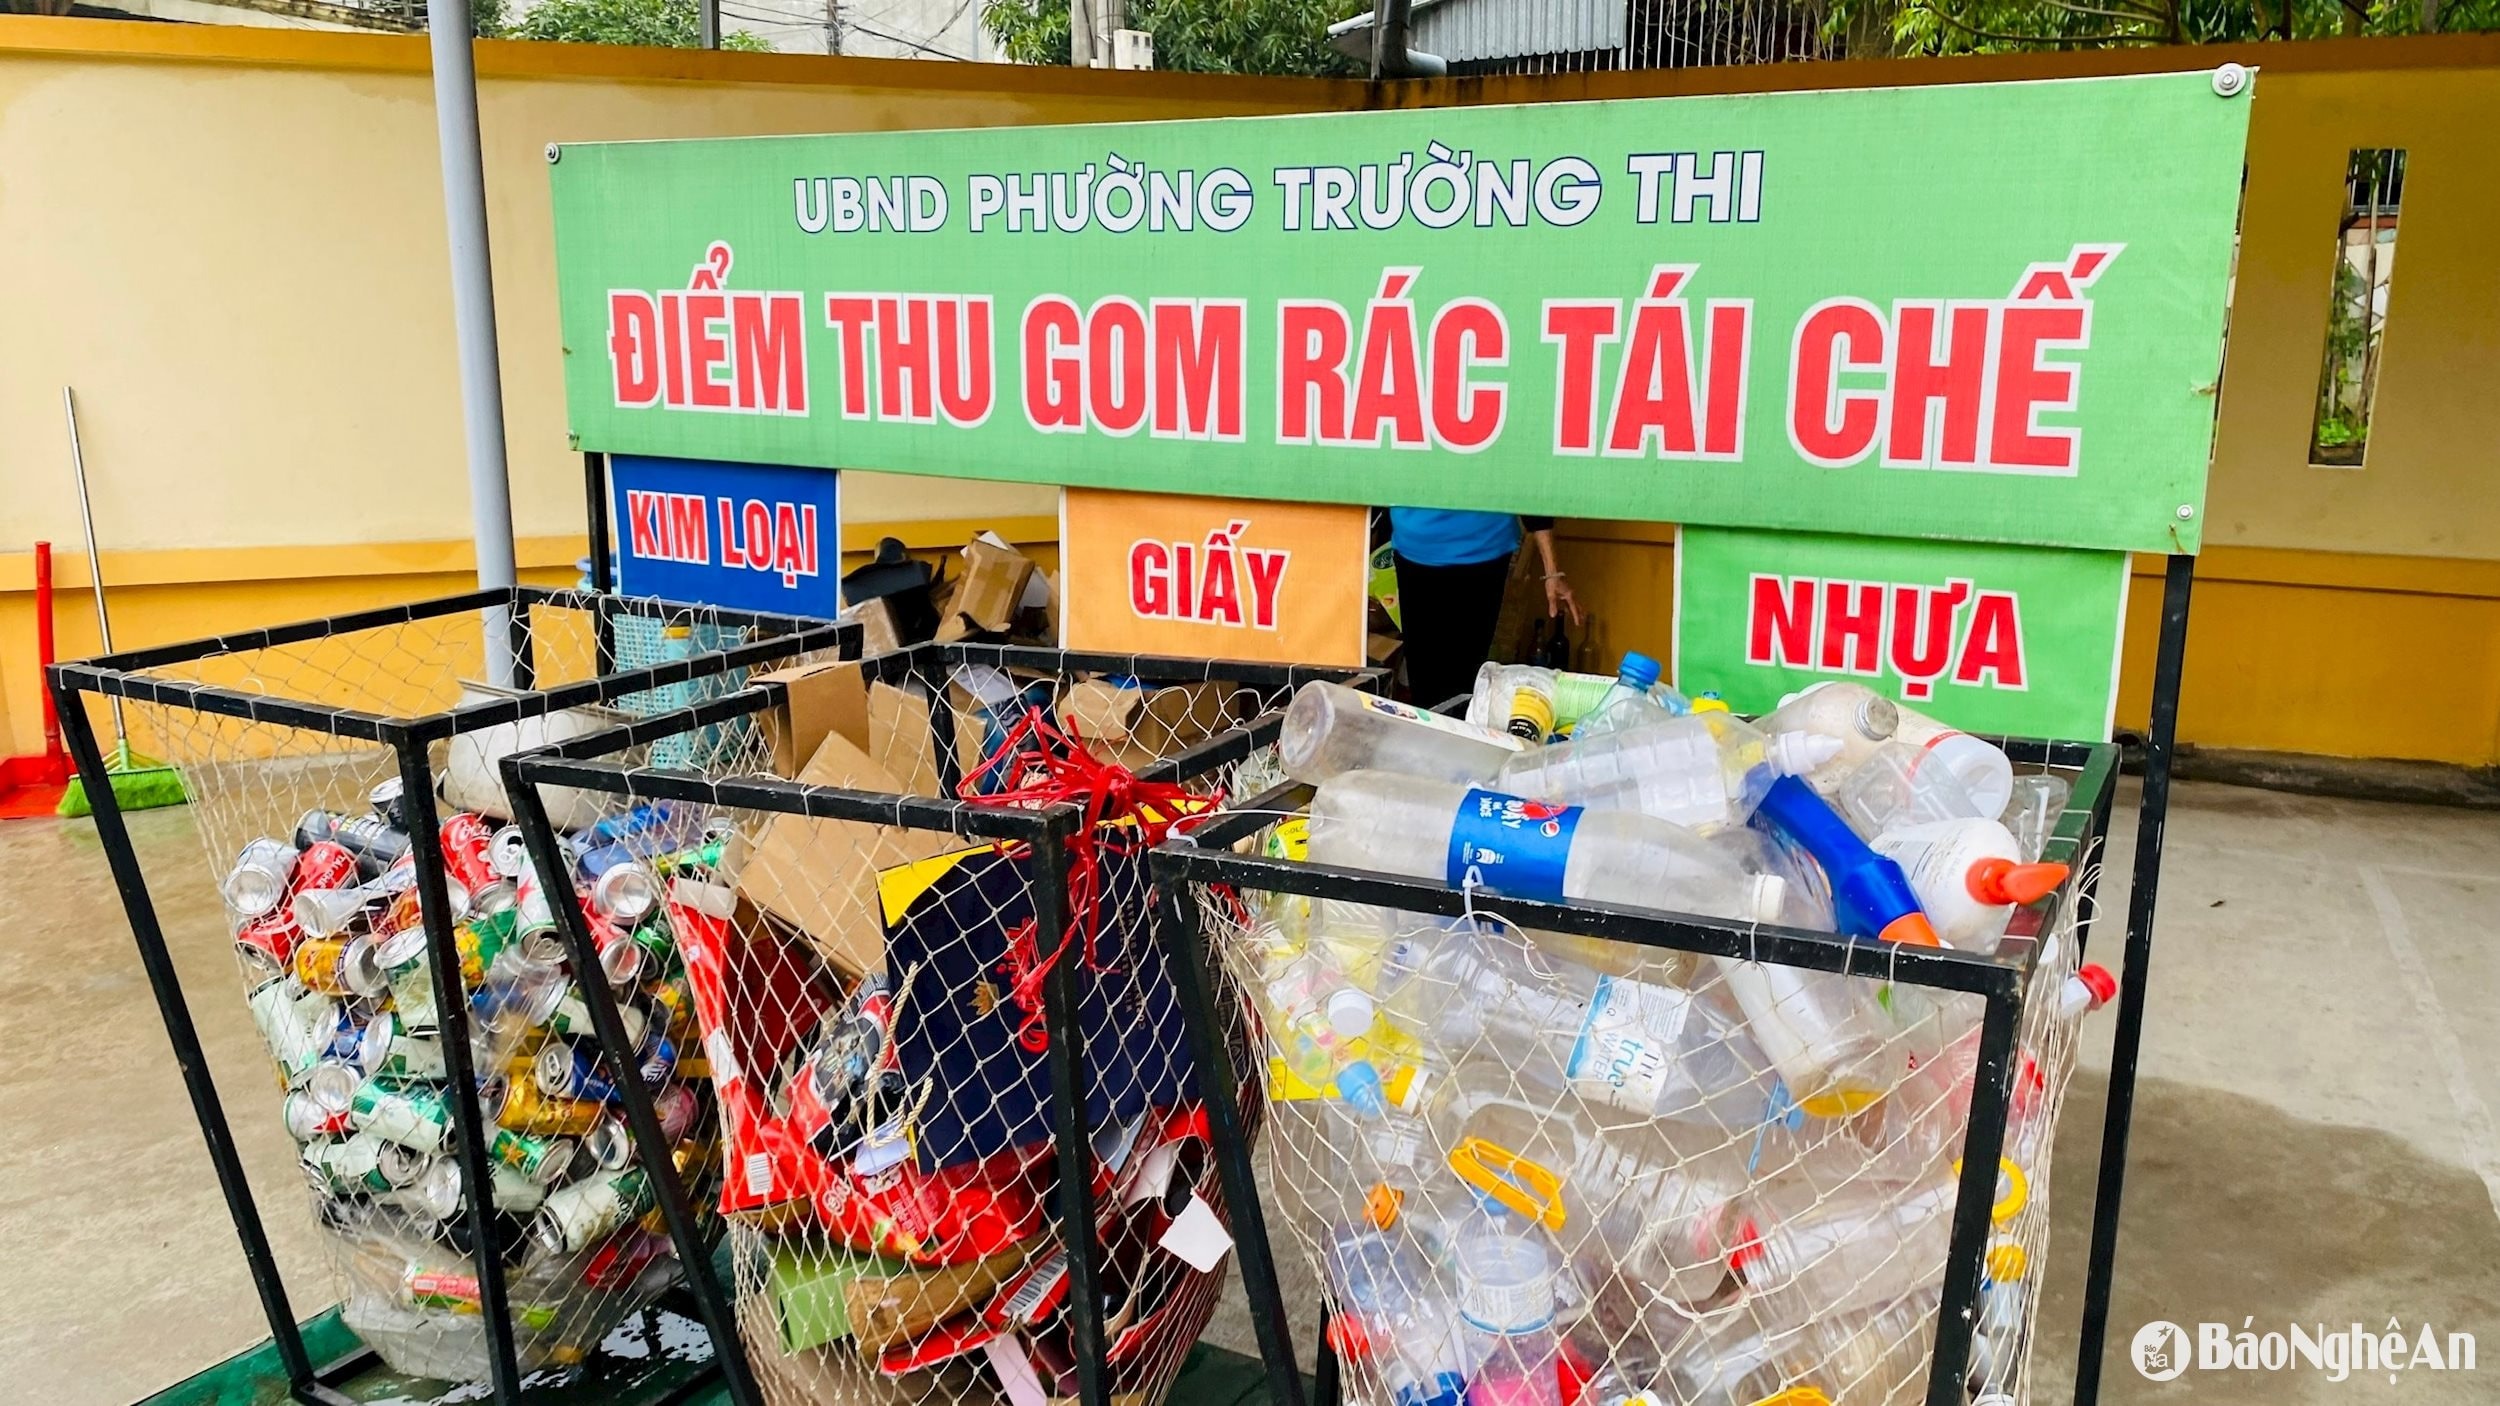 UBND PHƯỜNG TRƯỜNG THI
ĐIỂM THU GOM RÁC TÁI CHẾ
KIM LOẠI
GIẤY
NHỰA
BáoNghệAn